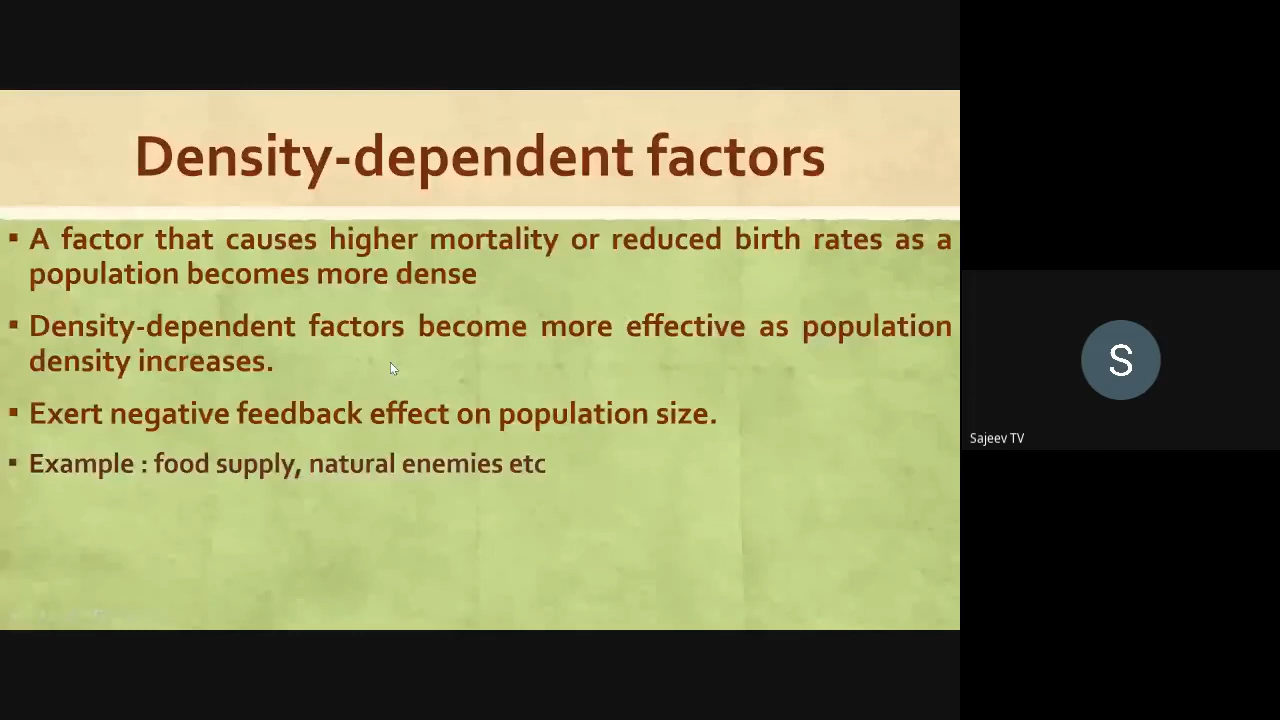 Density-dependent factors
▪ A factor that causes higher mortality or reduced birth rates as a
population becomes more dense
▪ Density-dependent factors become more effective as population
density increases.
▪ Exert negative feedback effect on population size.
▪ Example : food supply, natural enemies etc
S
Sajeev TV